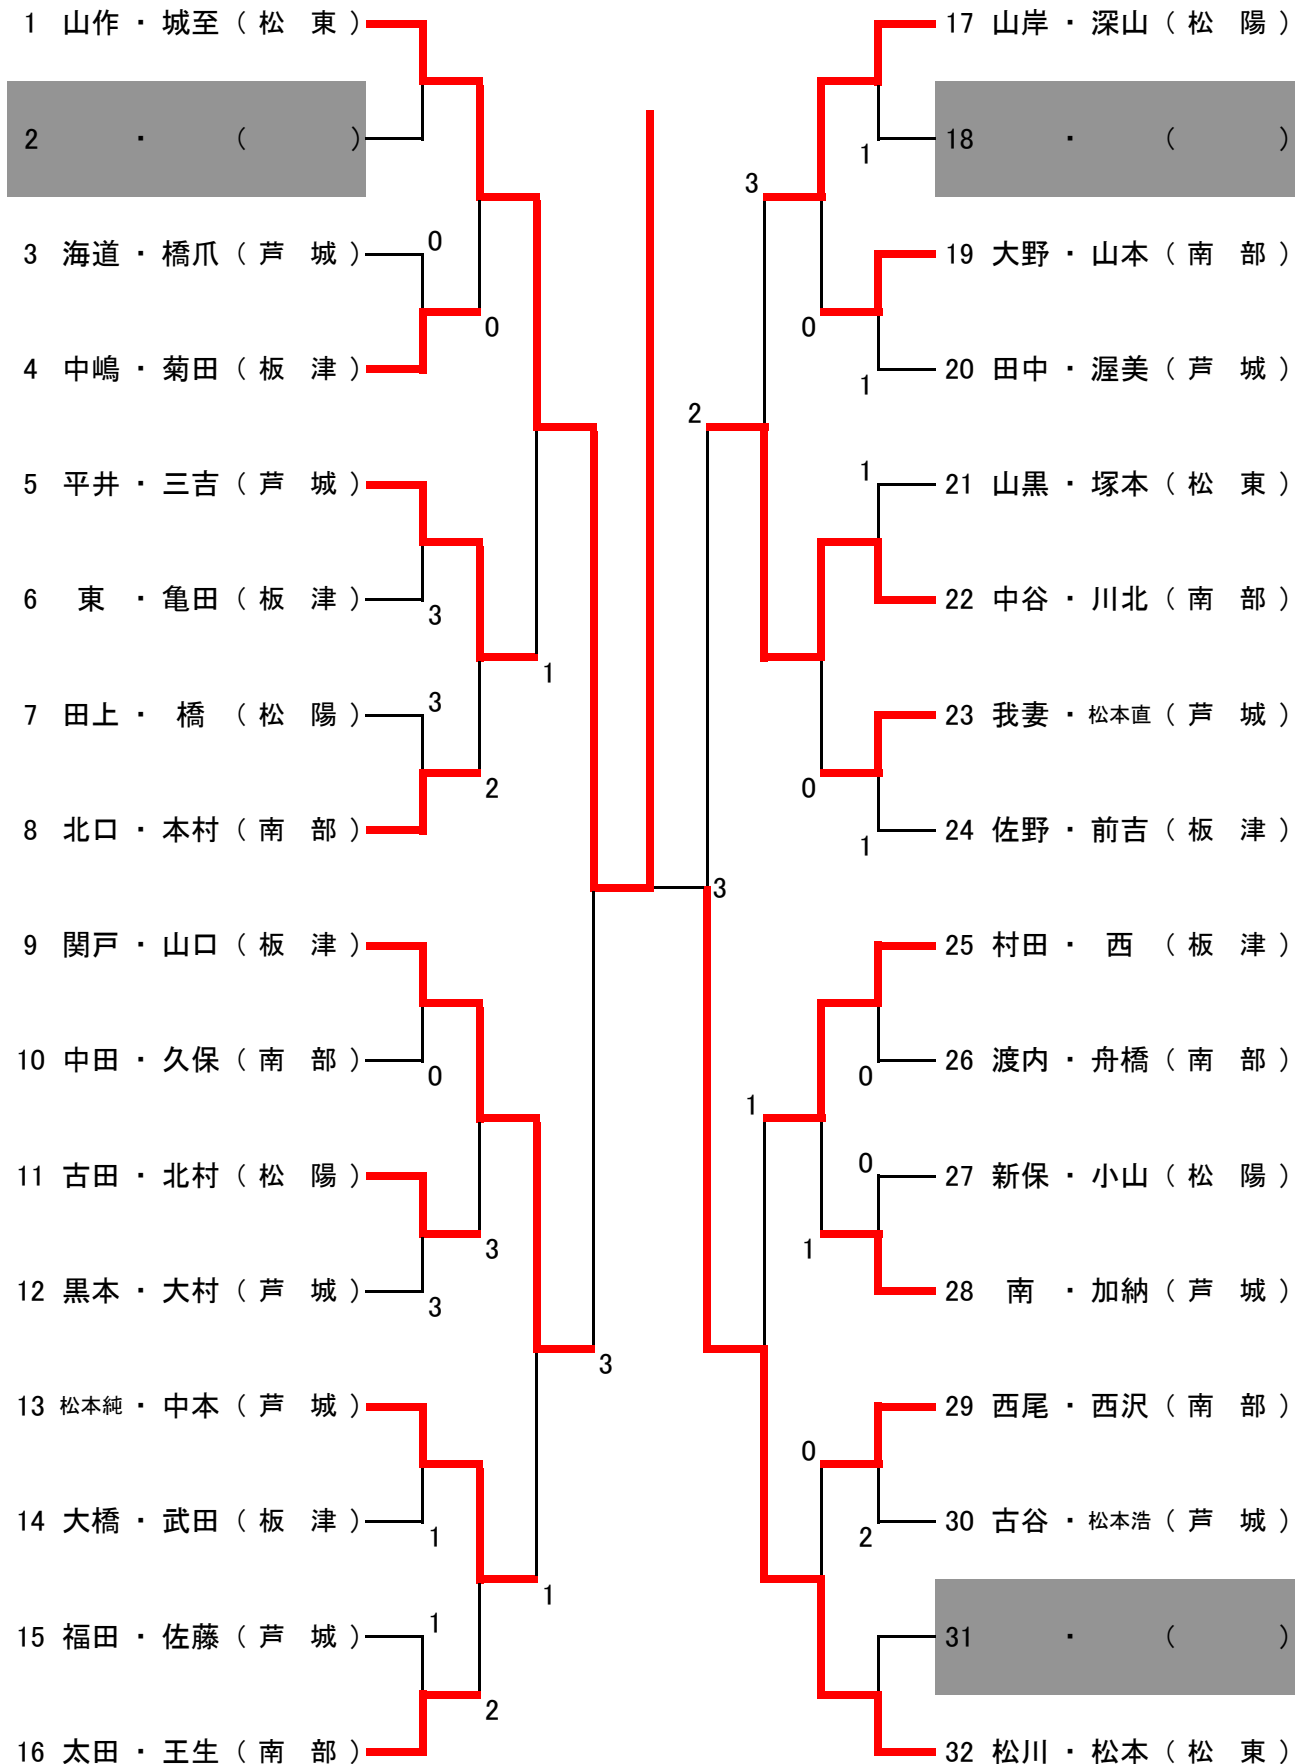 1 山作 ・ 城至 ( 松 東 )
2 ・ ( )
0
3 海道 ・ 橋爪 ( 芦 城 )
0
4 中嶋 ・ 菊田 ( 板 津 )
5 平井 ・ 三吉 ( 芦 城 )
6 東 ・ 亀田 ( 板 津 )
3
1
3
7 田上 ・ 橋 ( 松 陽 )
2
8 北口 ・ 本村 ( 南 部 )
9 関戸 ・ 山口 ( 板 津 )
10 中田 ・ 久保 ( 南 部 )
0
11 古田 ・ 北村 ( 松 陽 )
3
12 黒本 ・ 大村 ( 芦 城 )
3
3
13 松本純 ・ 中本 ( 芦 城 )
14 大橋 ・ 武田 ( 板 津 )
1
1
1
15 福田 ・ 佐藤 ( 芦 城 )
2
16 太田 ・ 王生 ( 南 部 )
3
17 山岸 ・ 深山 ( 松 陽 )
18 ・ ( )
1
3
19 大野 ・ 山本 ( 南 部 )
0
20 田中 ・ 渥美 ( 芦 城 )
1
2
1
21 山黒 ・ 塚本 ( 松 東 )
22 中谷 ・ 川北 ( 南 部 )
23 我妻 ・ 松本直 ( 芦 城 )
0
24 佐野 ・ 前吉 ( 板 津 )
1
25 村田 ・ 西 ( 板 津 )
26 渡内 ・ 舟橋 ( 南 部 )
0
1
0
27 新保 ・ 小山 ( 松 陽 )
1
28 南 ・ 加納 ( 芦 城 )
29 西尾 ・ 西沢 ( 南 部 )
0
30 古谷 ・ 松本浩 ( 芦 城 )
2
31 ・ ( )
32 松川 ・ 松本 ( 松 東 )